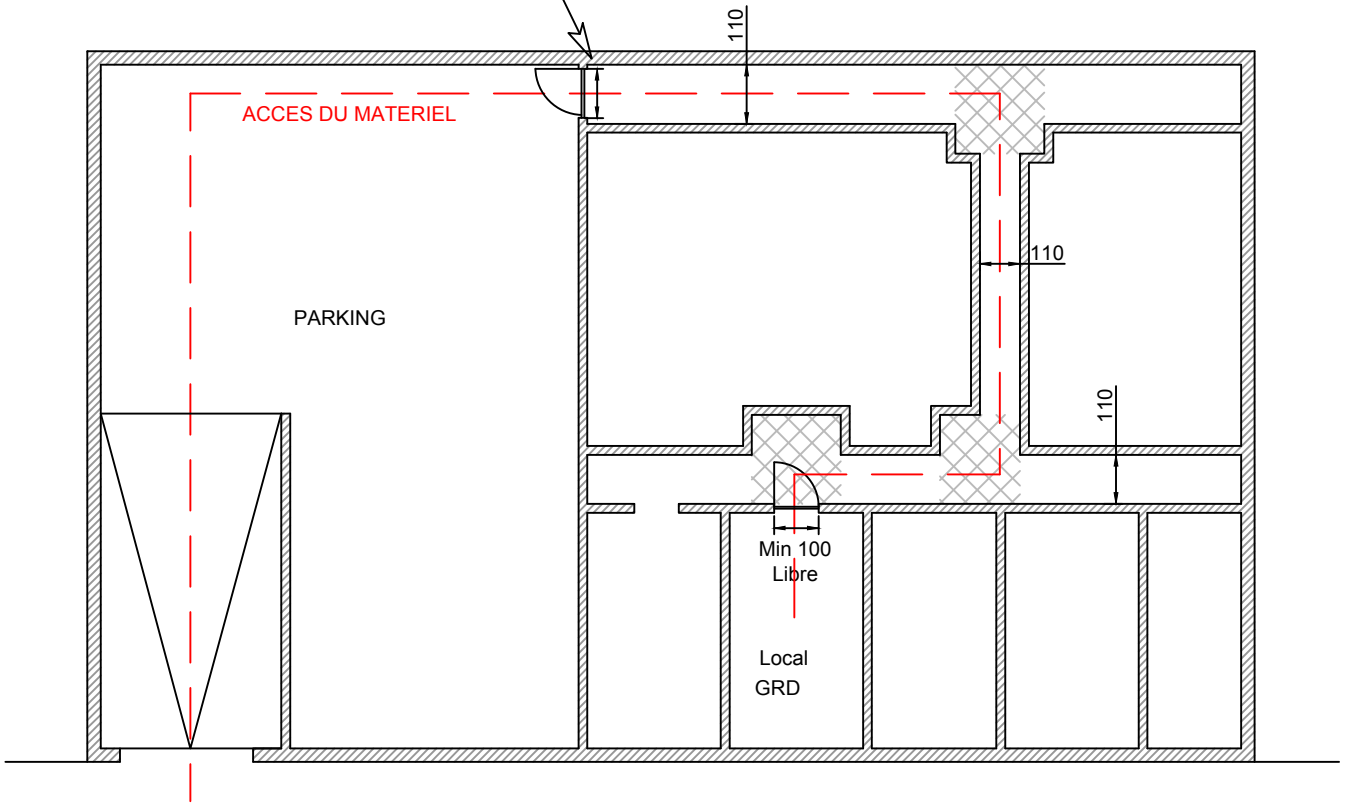 110
ACCES DU MATERIEL
PARKING
110
110
Min 100
Libre
Local
GRD